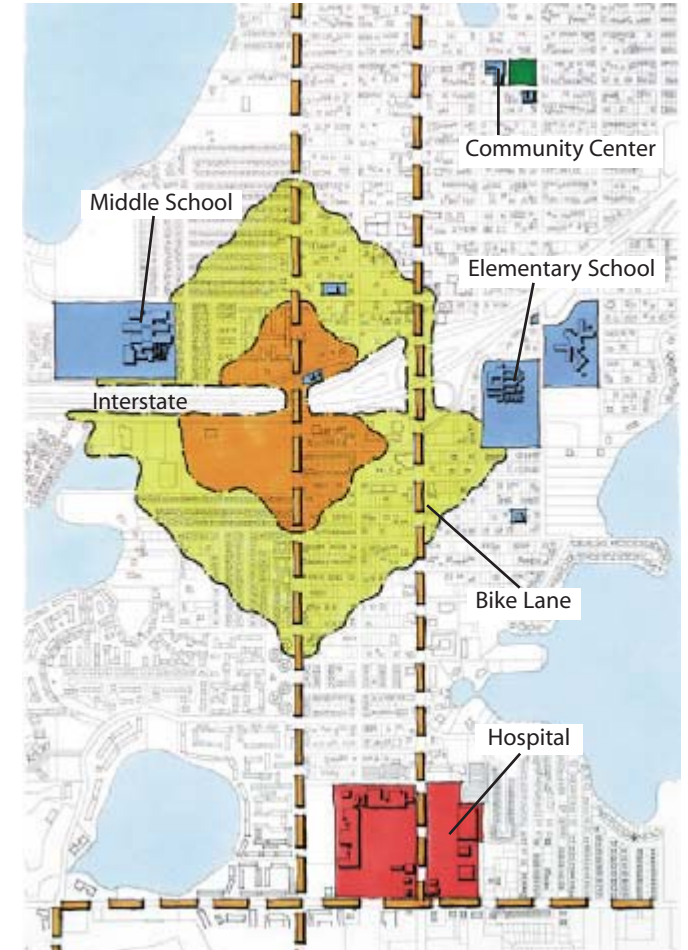 Community Center
Middle School
Elementary School
Interstate
Bike Lane
Hospital